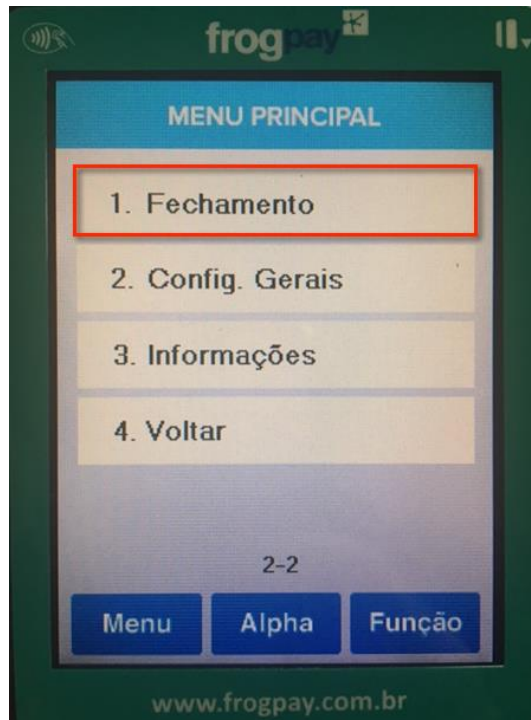 frogpay
MENU PRINCIPAL
1. Fechamento
2. Config. Gerais
3. Informações
4. Voltar
2-2
Menu Alpha Função
www.frogpay.com.br